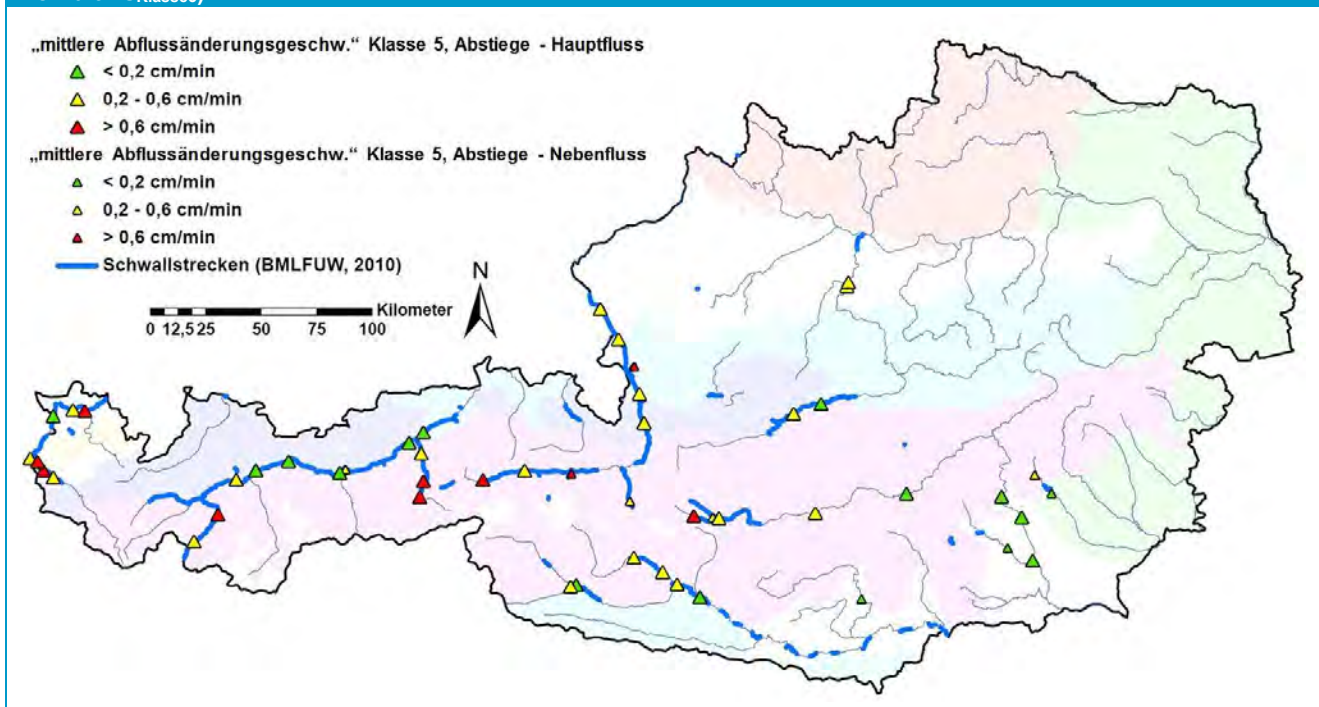 „mittlere Abflussänderungsgeschw.“ Klasse 5, Abstiege - Hauptfluss
< 0,2 cm/min
0,2 - 0,6 cm/min
> 0,6 cm/min
„mittlere Abflussänderungsgeschw.“ Klasse 5, Abstiege - Nebenfluss
< 0,2 cm/min
0,2 - 0,6 cm/min
> 0,6 cm/min
Schwallstrecken (BMLFUW, 2010)
N
Kilometer
0 12,5 25 50 75 100